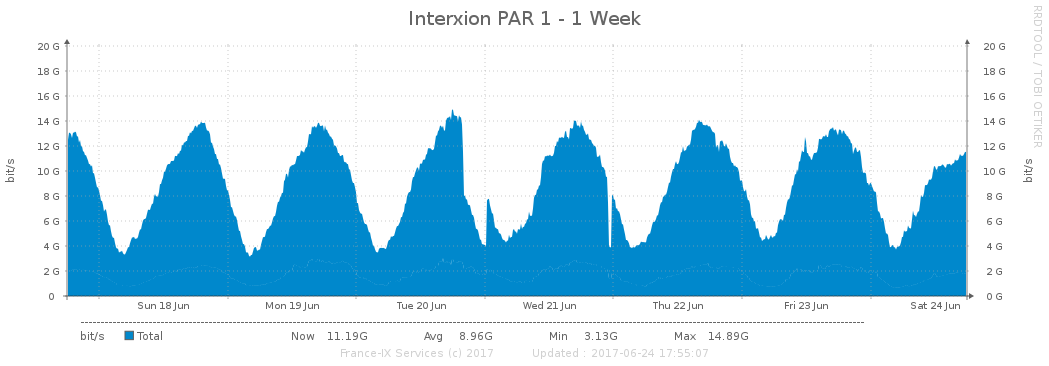 Interxion PAR 1 - 1 Week
RRDTOOL / TOBI OETIKER
20 G 20 G
18 G 18 G
16 G 16 G
14 G 14 G
12 G 12 G
10 G 10 G
8 G 8 G
6 G 6 G
4 G 4 G
2 G 2 G
0 0 G
bit/s bit/s
Sun 18 Jun Mon 19 Jun Tue 20 Jun Wed 21 Jun Thu 22 Jun Fri 23 Jun Sat 24 Jun
bit/s Total Now 11.19G Avg 8.96G Min 3.13G Max 14.89G
France-IX Services (c) 2017 Updated : 2017-06-24 17:55:07